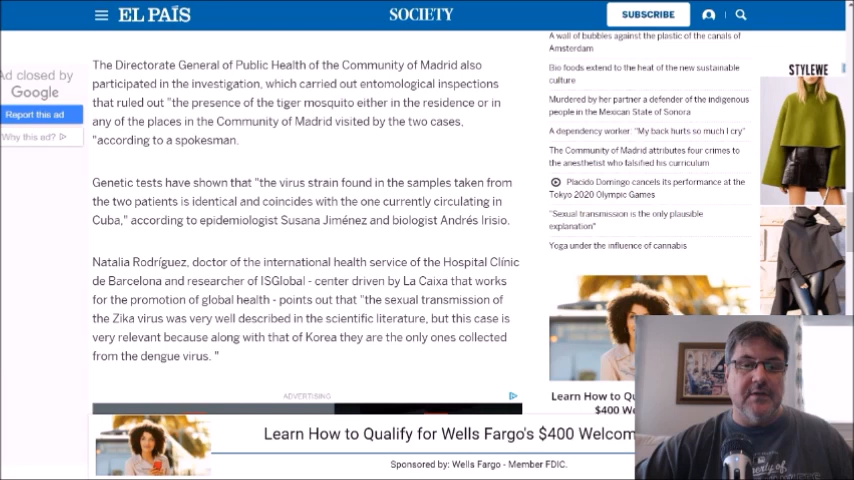 EL PAÍS
SOCIETY
SUBSCRIBE
Ad closed by
Google
Report this ad
Why this ad?
The Directorate General of Public Health of the Community of Madrid also
participated in the investigation, which carried out entomological inspections
that ruled out "the presence of the tiger mosquito either in the residence or in
any of the places in the Community of Madrid visited by the two cases,
"according to a spokesman.
Genetic tests have shown that "the virus strain found in the samples taken from
the two patients is identical and coincides with the one currently circulating in
Cuba," according to epidemiologist Susana Jiménez and biologist Andrés Irisio.
Natalia Rodríguez, doctor of the international health service of the Hospital Clínic
de Barcelona and researcher of ISGlobal - center driven by La Caixa that works
for the promotion of global health - points out that "the sexual transmission of
the Zika virus was very well described in the scientific literature, but this case is
very relevant because along with that of Korea they are the only ones collected
from the dengue virus. "
ADVERTISING
A wall of bubbles against the plastic of the canals of
Amsterdam
Bio foods extend to the heat of the new sustainable
culture
Murdered by her partner a defender of the indigenous
people in the Mexican State of Sonora
A dependency worker: "My back hurts so much I cry"
The Community of Madrid attributes four crimes to
the anesthetist who falsified his curriculum
Placido Domingo cancels its performance at the
Tokyo 2020 Olympic Games
"Sexual transmission is the only plausible
explanation"
Yoga under the influence of cannabis
STYLEWE
Learn How to Qu
$400 We
Learn How to Qualify for Wells Fargo's $400 Welcom
Sponsored by: Wells Fargo - Member FDIC.